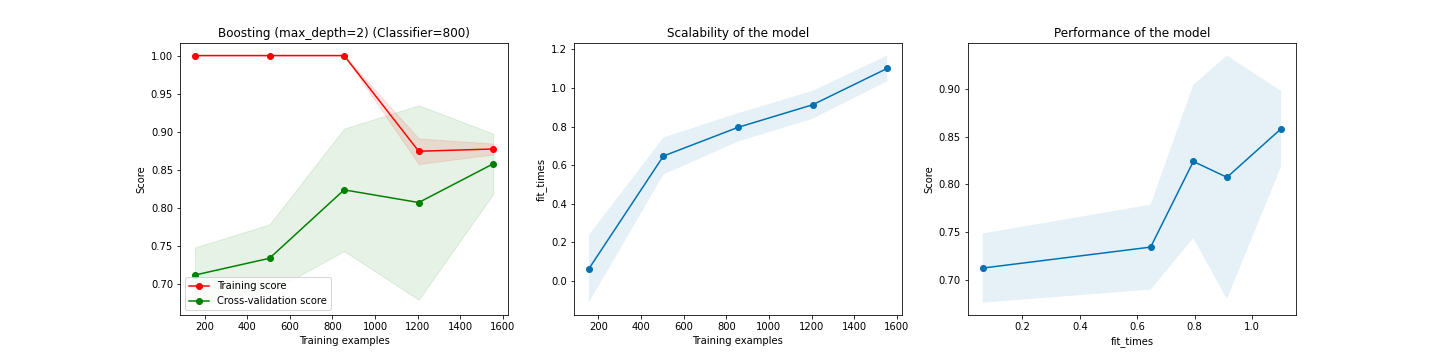 Boosting (max_depth=2) (Classifier=800)
1.00
0.95
0.90
0.85
0.80
0.75
0.70
Score
200 400 600 800 1000 1200 1400 1600
Training examples
Training score
Cross-validation score
Scalability of the model
1.2
1.0
0.8
0.6
0.4
0.2
0.0
fit_times
200 400 600 800 1000 1200 1400 1600
Training examples
Performance of the model
0.90
0.85
0.80
0.75
0.70
Score
0.2 0.4 0.6 0.8 1.0
fit_times